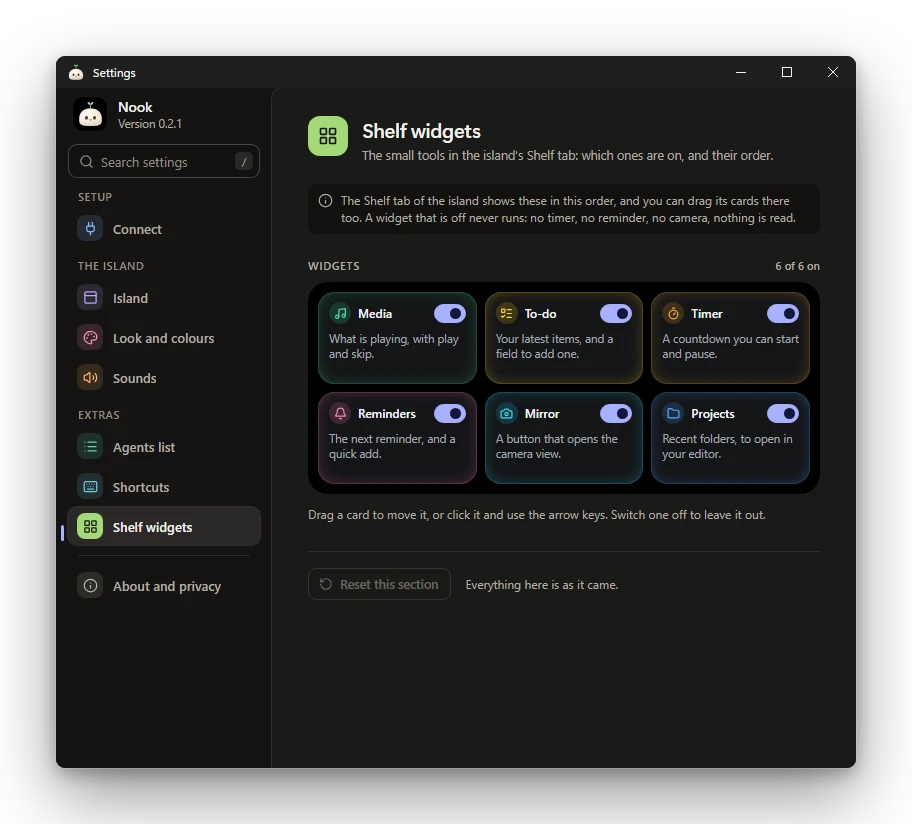 Settings
Nook
Version 0.2.1
Search settings /
SETUP
Connect
THE ISLAND
Island
Look and colours
Sounds
EXTRAS
Agents list
Shortcuts
Shelf widgets
About and privacy
Shelf widgets
The small tools in the island's Shelf tab: which ones are on, and their order.
The Shelf tab of the island shows these in this order, and you can drag its cards there
too. A widget that is off never runs: no timer, no reminder, no camera, nothing is read.
WIDGETS
6 of 6 on
Media
What is playing, with play
and skip.
To-do
Your latest items, and a
field to add one.
Timer
A countdown you can start
and pause.
Reminders
The next reminder, and a
quick add.
Mirror
A button that opens the
camera view.
Projects
Recent folders, to open in
your editor.
Drag a card to move it, or click it and use the arrow keys. Switch one off to leave it out.
Reset this section
Everything here is as it came.